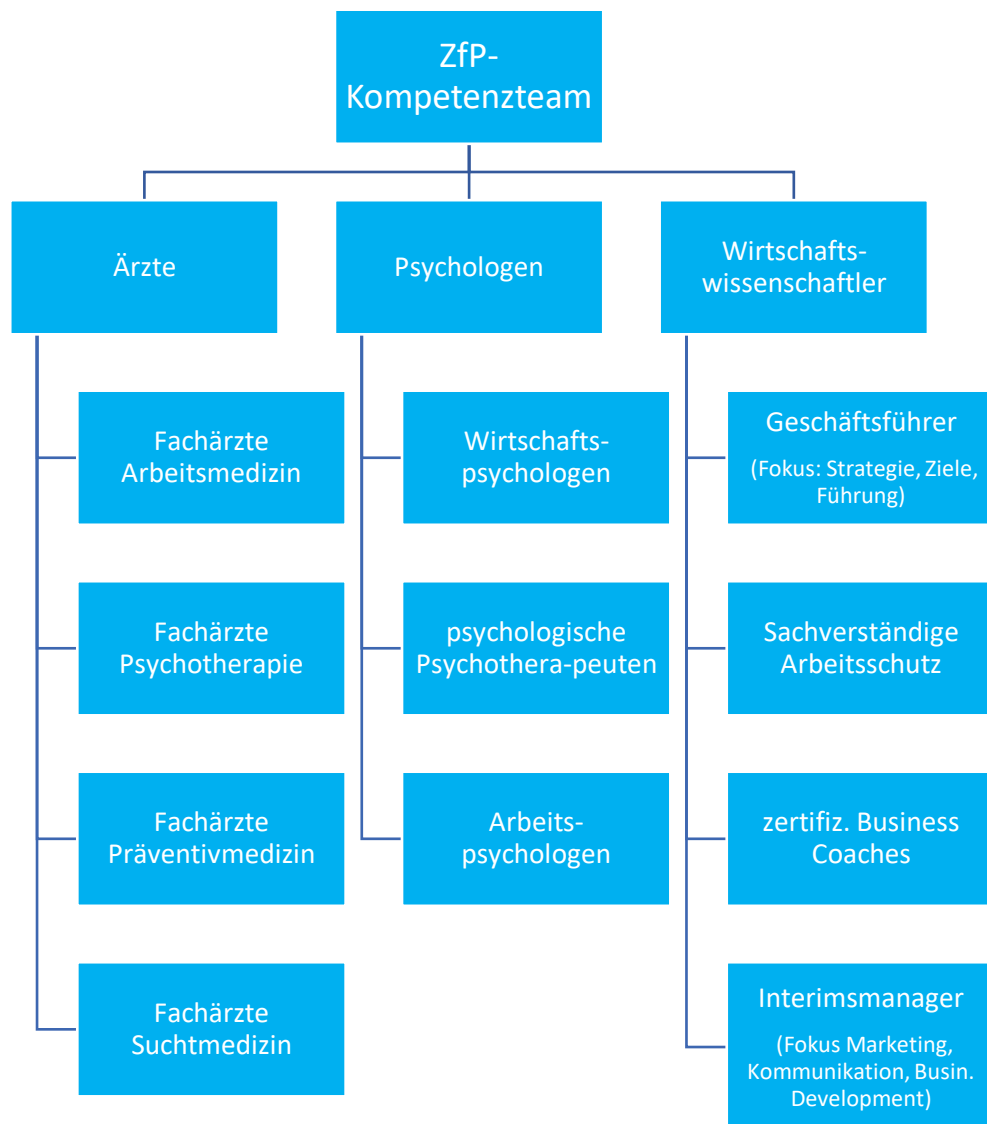 ZfP-
Kompetenzteam
Ärzte
Psychologen
Wirtschafts-
wissenschaftler
Fachärzte
Arbeitsmedizin
Fachärzte
Psychotherapie
Fachärzte
Präventivmedizin
Fachärzte
Suchtmedizin
Wirtschafts-
psychologen
psychologische
Psychothera-peuten
Arbeits-
psychologen
Geschäftsführer
(Fokus: Strategie, Ziele,
Führung)
Sachverständige
Arbeitsschutz
zertifiz. Business
Coaches
Interimsmanager
(Fokus Marketing,
Kommunikation, Busin.
Development)